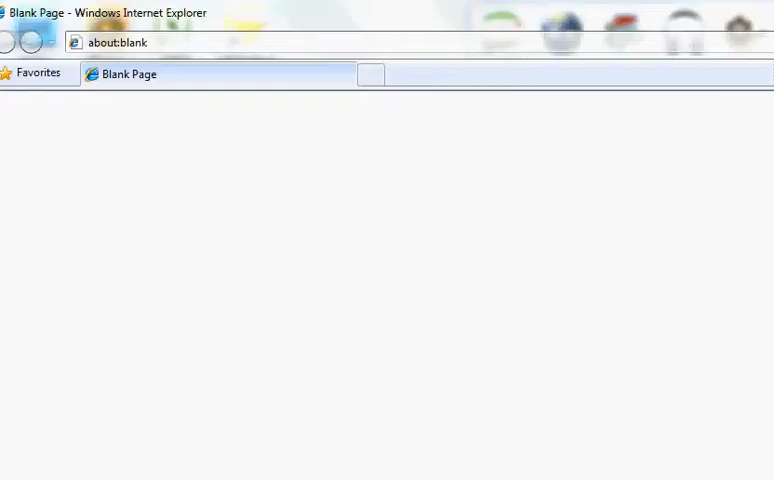 Blank Page - Windows Internet Explorer
about:blank
Favorites
Blank Page